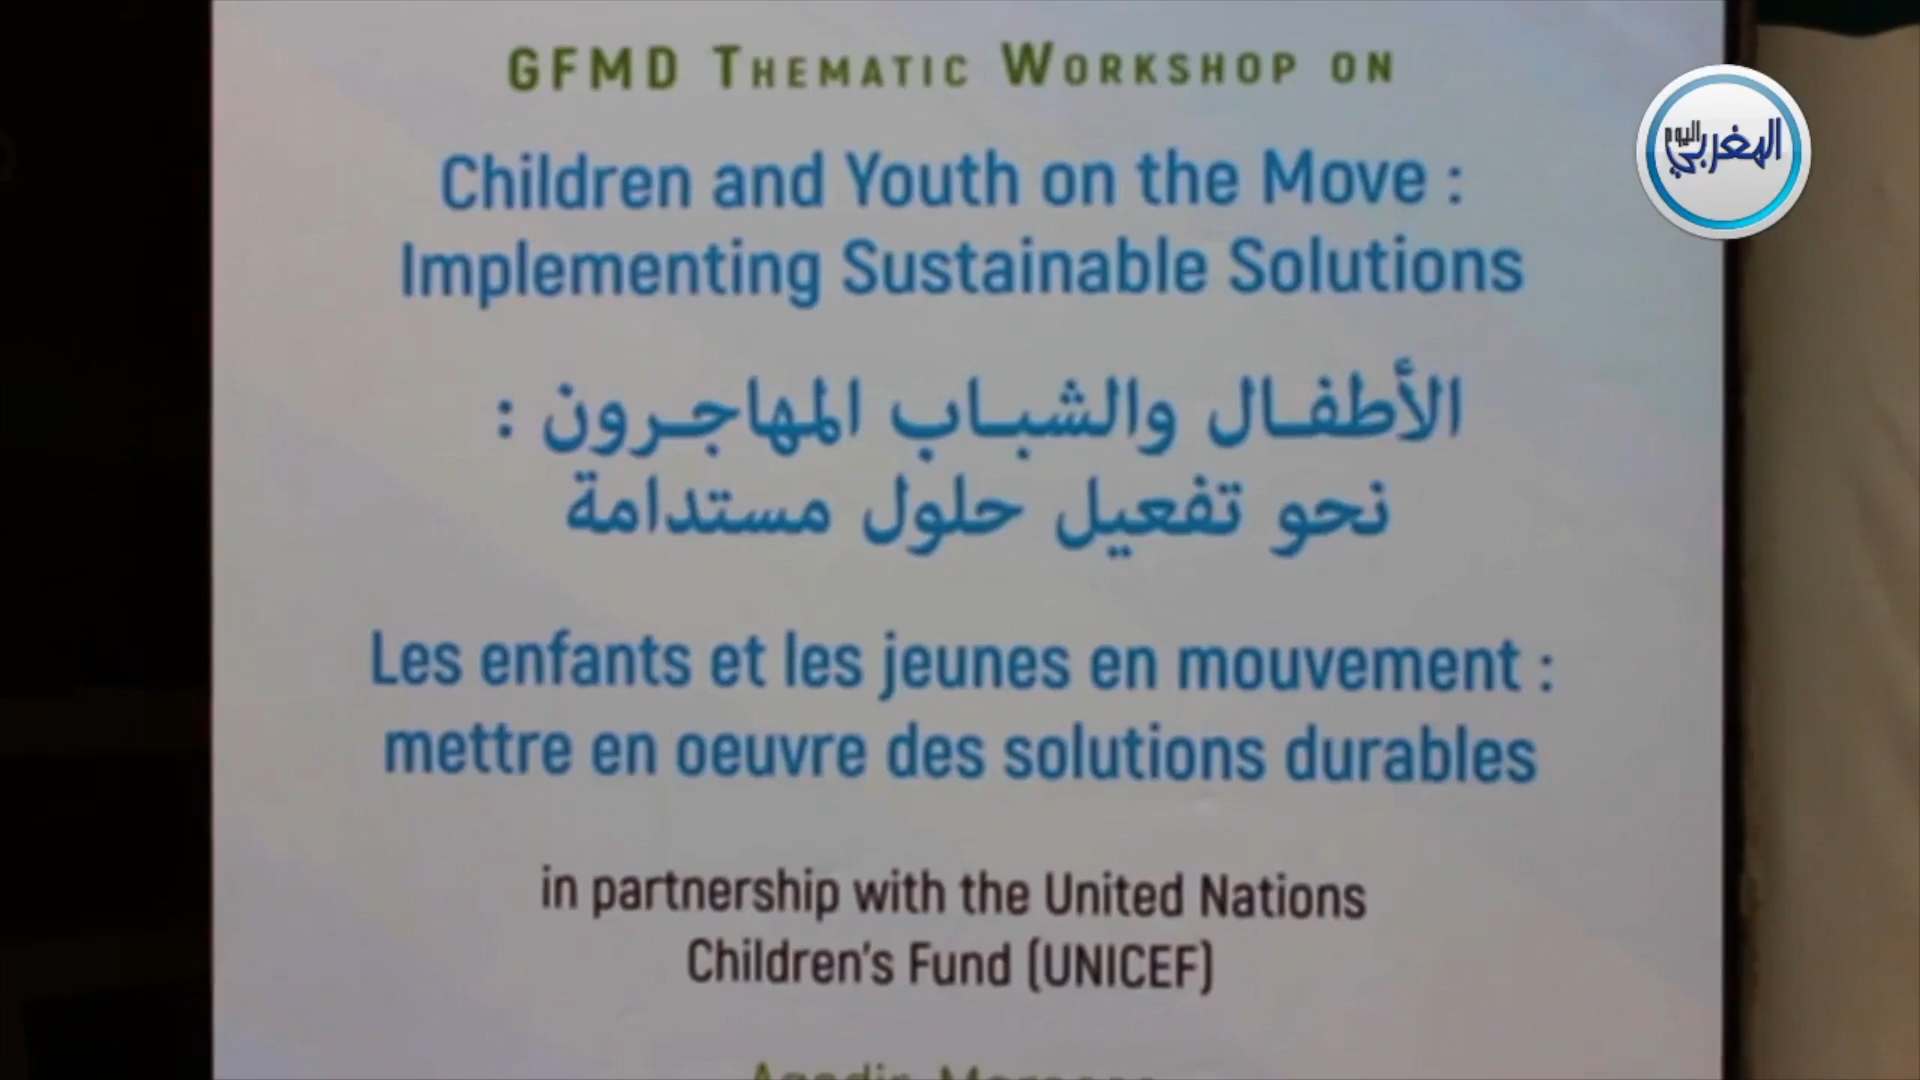 GFMD THEMATIC WORKSHOP ON
المغربي اليوم
Children and Youth on the Move :
Implementing Sustainable Solutions
الأطفال والشباب المهاجرون :
نحو تفعيل حلول مستدامة
Les enfants et les jeunes en mouvement :
mettre en oeuvre des solutions durables
in partnership with the United Nations
Children's Fund (UNICEF)
Agadir, Morocco